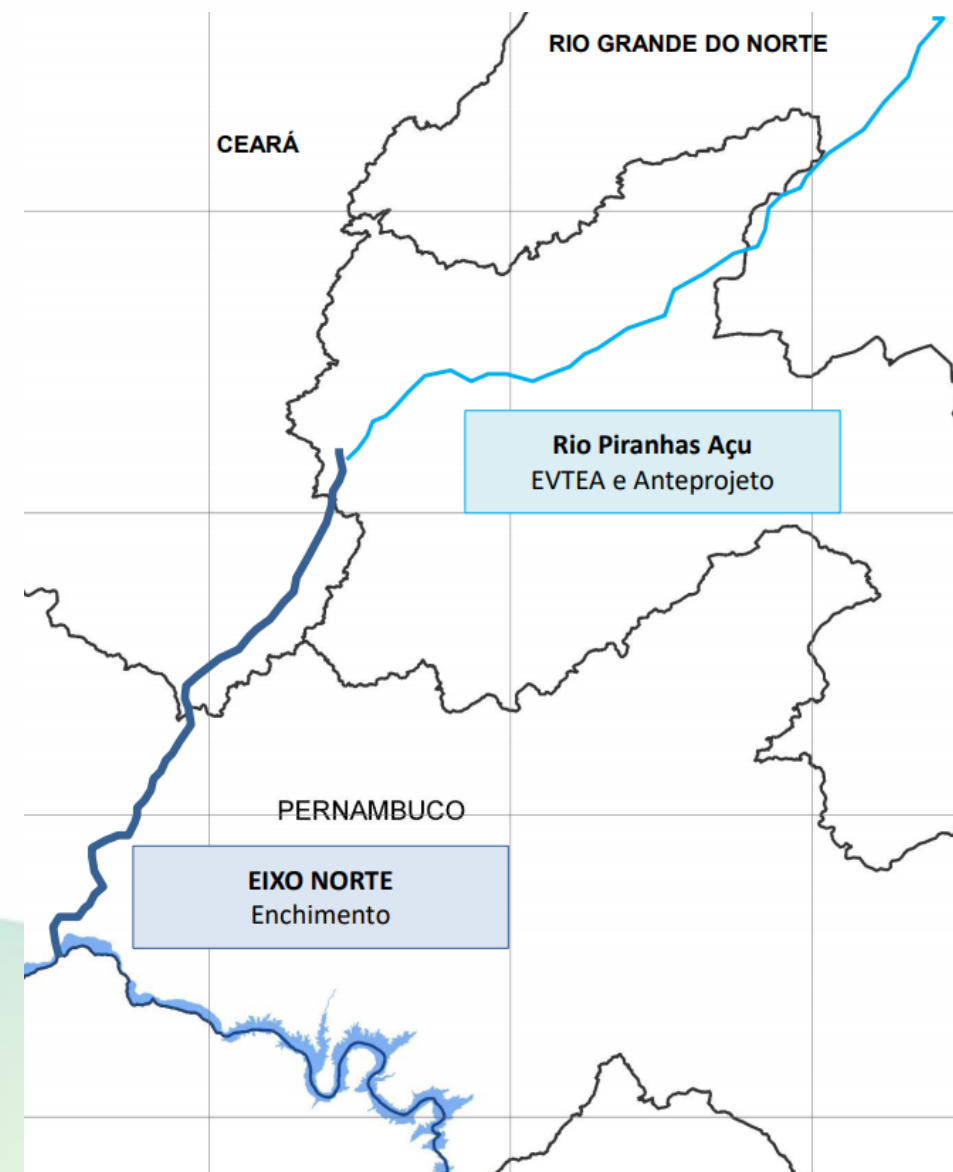 RIO GRANDE DO NORTE
CEARÁ
Rio Piranhas Açu
EVTEA e Anteprojeto
PERNAMBUCO
EIXO NORTE
Enchimento